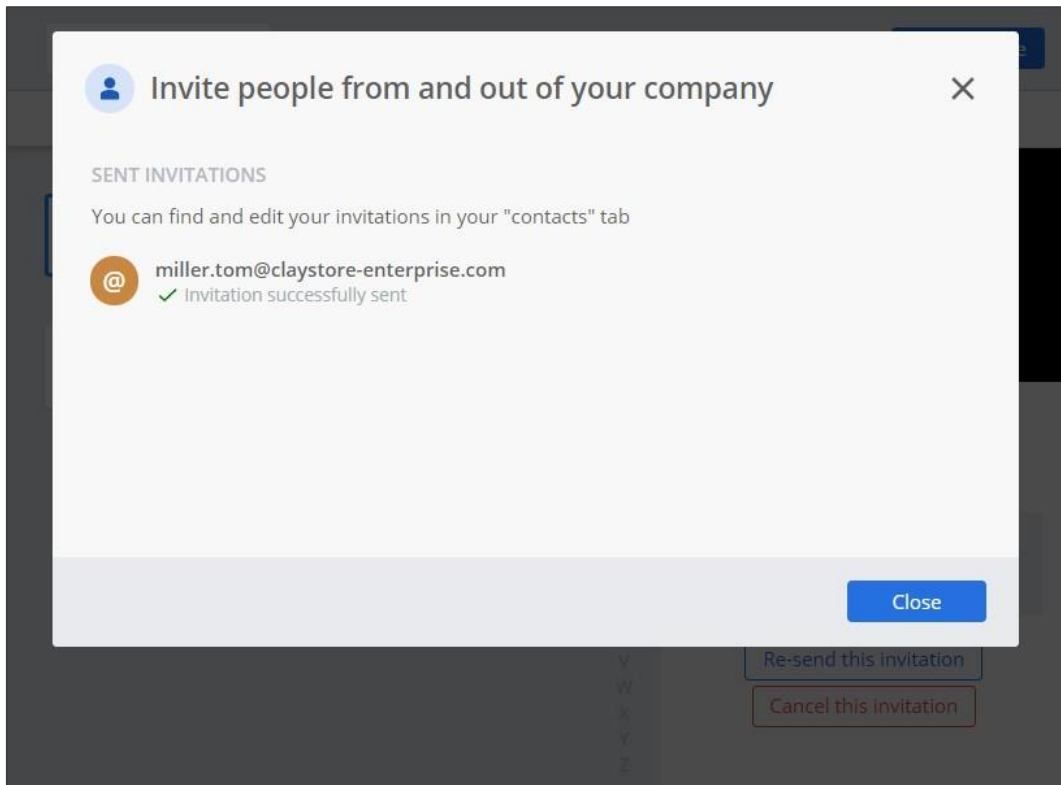 Invite people from and out of your company
SENT INVITATIONS
You can find and edit your invitations in your "contacts" tab
@
miller.tom@claystore-enterprise.com
Invitation successfully sent
Close
Re-send this invitation
Cancel this invitation
V
W
X
Y
Z